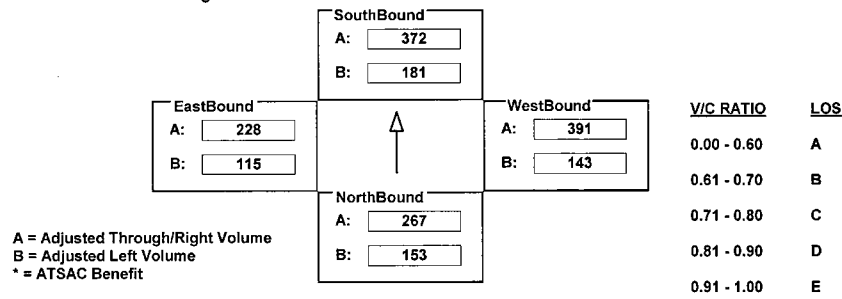 SouthBound
A: 372
B: 181
EastBound
A: 228
B: 115
WestBound
A: 391
B: 143
NorthBound
A: 267
B: 153
A = Adjusted Through/Right Volume
B = Adjusted Left Volume
* = ATSAC Benefit
V/C RATIO LOS
0.00 - 0.60 A
0.61 - 0.70 B
0.71 - 0.80 C
0.81 - 0.90 D
0.91 - 1.00 E